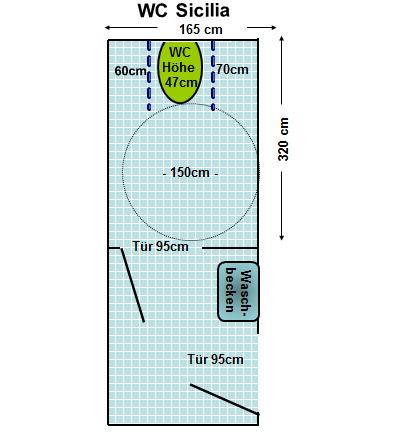 WC Sicilia
165 cm
WC
Höhe
47cm
60cm
70cm
320 cm
- 150cm -
Tür 95cm
Wasch-
becken
Tür 95cm